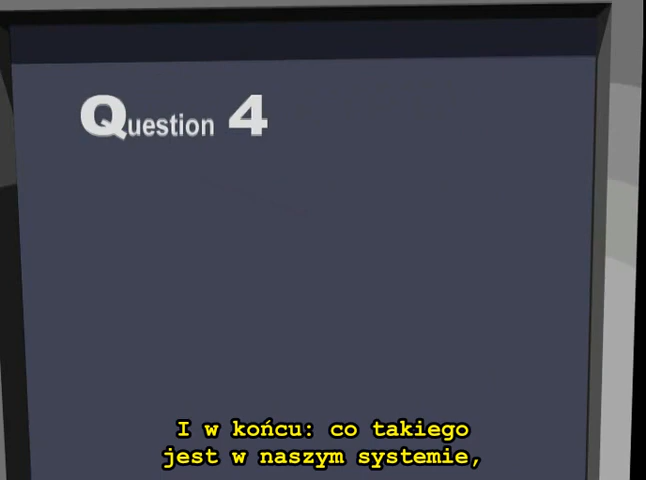 Question 4
I w końcu: co takiego
jest w naszym systemie,